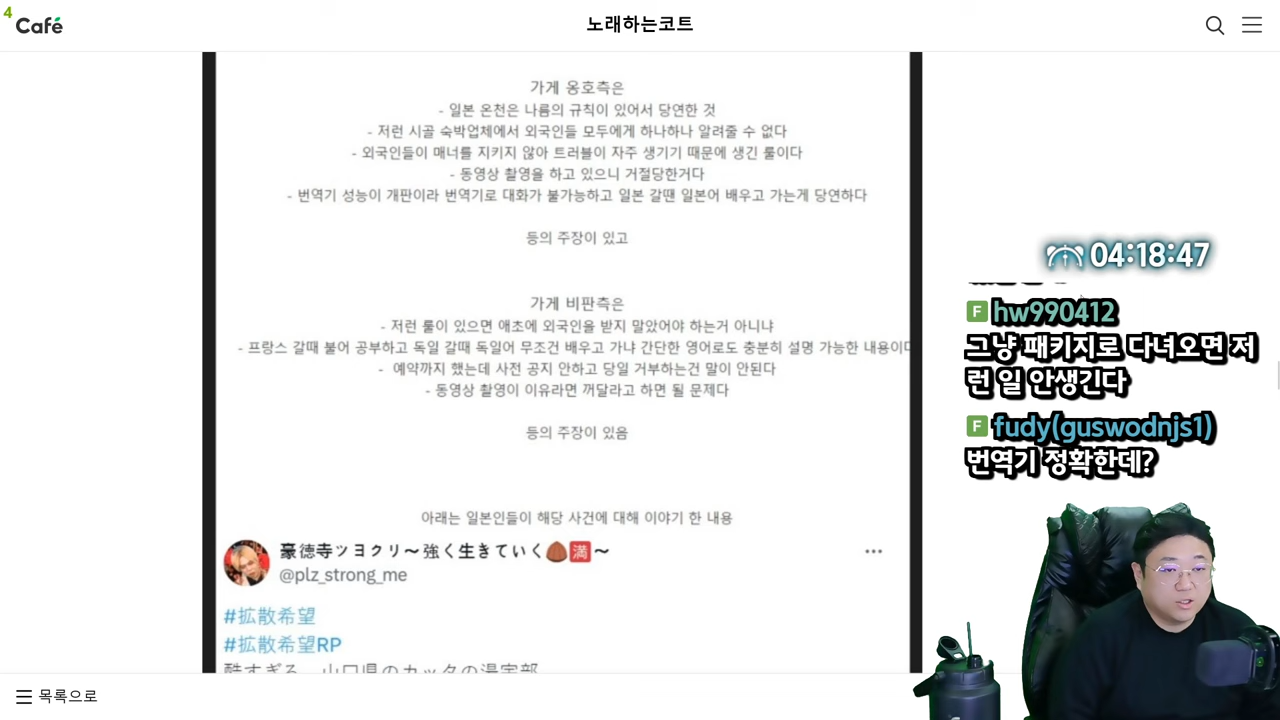 4
Café
노래하는코트
가게 옹호측은
- 일본 온천은 나름의 규칙이 있어서 당연한 것
- 저런 시골 숙박업체에서 외국인들 모두에게 하나하나 알려줄 수 없다
- 외국인들이 매너를 지키지 않아 트러블이 자주 생기기 때문에 생긴 룰이다
- 동영상 촬영을 하고 있으니 거절당한거다
- 번역기 성능이 개판이라 번역기로 대화가 불가능하고 일본 갈땐 일본어 배우고 가는게 당연하다
등의 주장이 있고
가게 비판측은
- 저런 룰이 있으면 애초에 외국인을 받지 말았어야 하는거 아니냐
- 프랑스 갈때 불어 공부하고 독일 갈때 독일어 무조건 배우고 가냐 간단한 영어로도 충분히 설명 가능한 내용이다
- 예약까지 했는데 사전 공지 안하고 당일 거부하는건 말이 안된다
- 동영상 촬영이 이유라면 꺼달라고 하면 될 문제다
등의 주장이 있음
아래는 일본인들이 해당 사건에 대해 이야기 한 내용
豪徳寺ツヨクリ〜強く生きていく🌰🈵〜
@plz_strong_me
#拡散希望
#拡散希望RP
酷すぎる 山口県のカッタの湯宇部
목록으로
04:18:47
F hw990412
그냥 패키지로 다녀오면 저
런 일 안생긴다
F fudy(guswodnjs1)
번역기 정확한데?